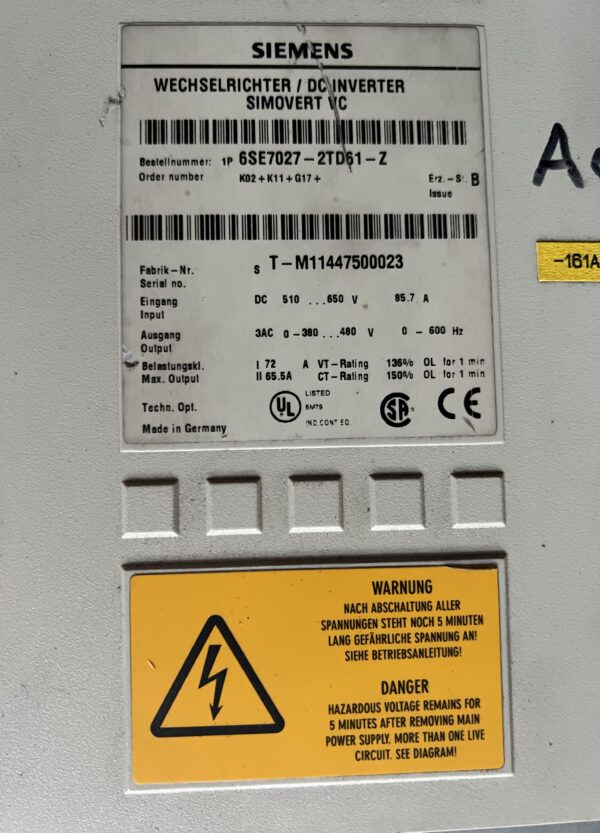 SIEMENS
WECHSELRICHTER / DC INVERTER
SIMOVERT VC
Bestellnummer: 1P 6SE7027-2TD61-Z
Order number K02+K11+G17+ Erz.-St. B
Issue
Fabrik-Nr. S T-M11447500023
Serial no.
Eingang DC 510 ...650 V 85.7 A
Input
Ausgang 3AC 0-380...480 V 0-600 Hz
Output
Belastungskl. I 72 A VT-Rating 136% OL for 1 min
Max. Output II 65.5A CT-Rating 150% OL for 1 min
Techn. Opt. UL LISTED
5M79
IND.CONT.EQ.
SA CE
Made in Germany
-161A
WARNUNG
NACH ABSCHALTUNG ALLER
SPANNUNGEN STEHT NOCH 5 MINUTEN
LANG GEFÄHRLICHE SPANNUNG AN!
SIEHE BETRIEBSANLEITUNG!
DANGER
HAZARDOUS VOLTAGE REMAINS FOR
5 MINUTES AFTER REMOVING MAIN
POWER SUPPLY. MORE THAN ONE LIVE
CIRCUIT. SEE DIAGRAM!